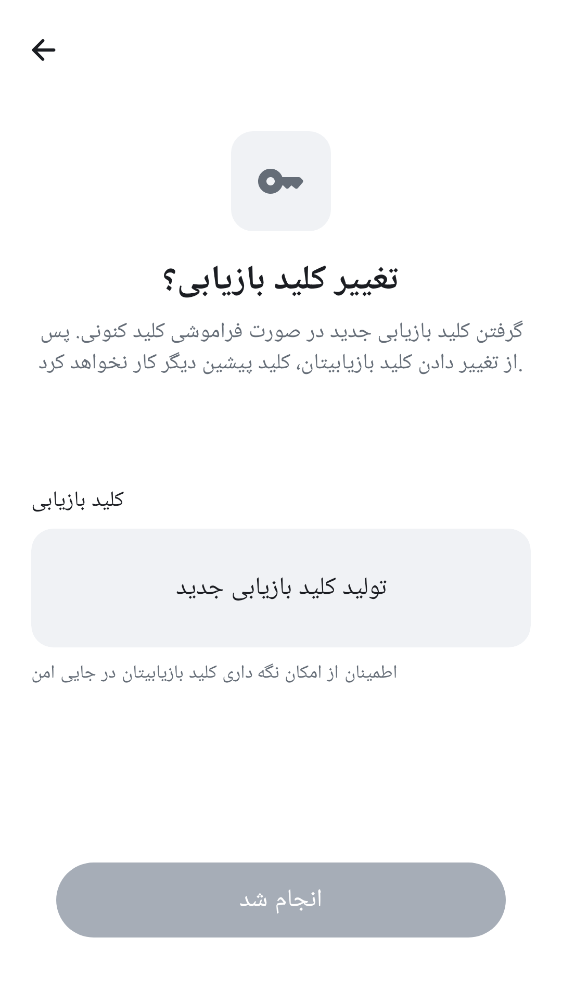 تغییر کلید بازیابی؟
گرفتن کلید بازیابی جدید در صورت فراموشی کلید کنونی. پس
از تغییر دادن کلید بازیابیتان، کلید پیشین دیگر کار نخواهد کرد.
کلید بازیابی
تولید کلید بازیابی جدید
اطمینان از امکان نگه داری کلید بازیابیتان در جایی امن
انجام شد